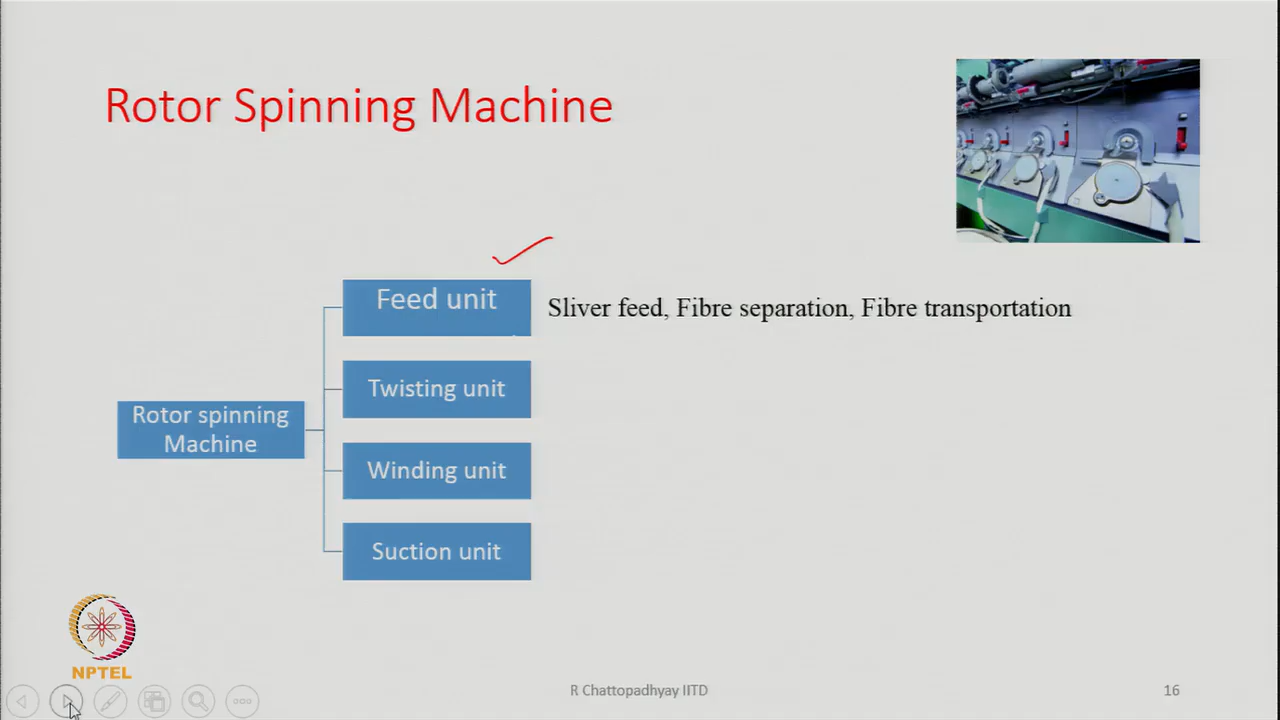 Rotor Spinning Machine
Feed unit
Sliver feed, Fibre separation, Fibre transportation
Twisting unit
Rotor spinning
Machine
Winding unit
Suction unit
NPTEL
R Chattopadhyay IITD
16